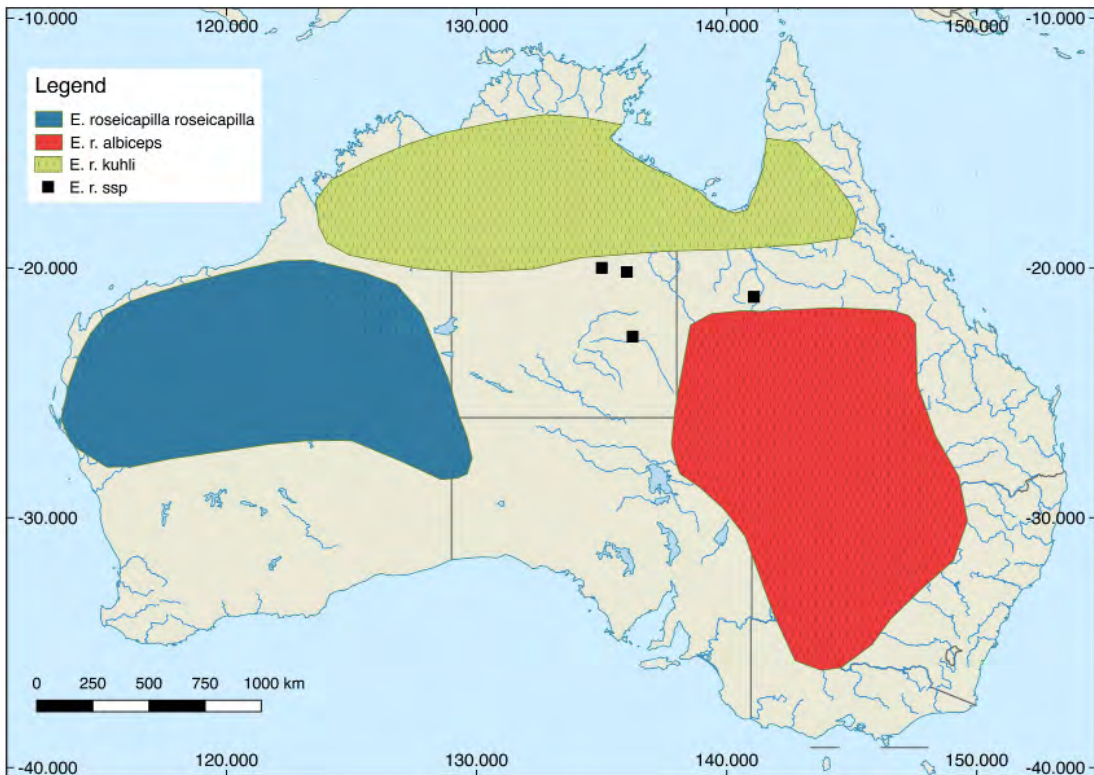 -10.000 120.000 130.000 140.000 150.000 -10.000
Legend
E. roseicapilla roseicapilla
E. r. albiceps
E. r. kuhli
E. r. ssp
-20.000 -20.000
-30.000 -30.000
0 250 500 750 1000 km
-40.000 120.000 130.000 140.000 150.000 -40.000